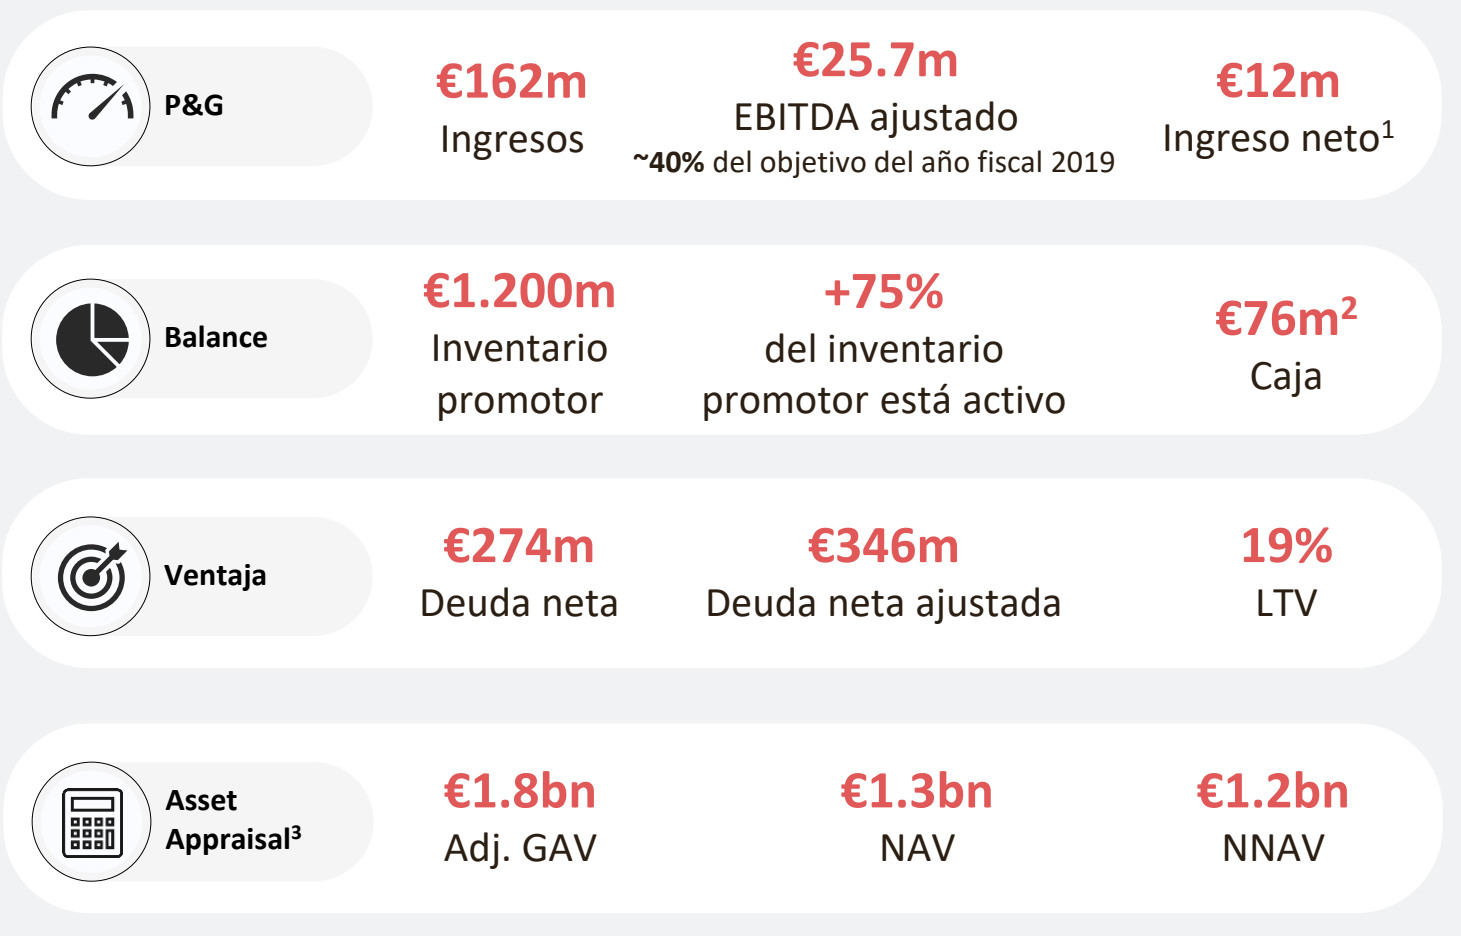 P&G
€162m
Ingresos
€25.7m
EBITDA ajustado
~40% del objetivo del año fiscal 2019
€12m
Ingreso neto¹
Balance
€1.200m
Inventario
promotor
+75%
del inventario
promotor está activo
€76m²
Caja
Ventaja
€274m
Deuda neta
€346m
Deuda neta ajustada
19%
LTV
Asset
Appraisal³
€1.8bn
Adj. GAV
€1.3bn
NAV
€1.2bn
NNAV